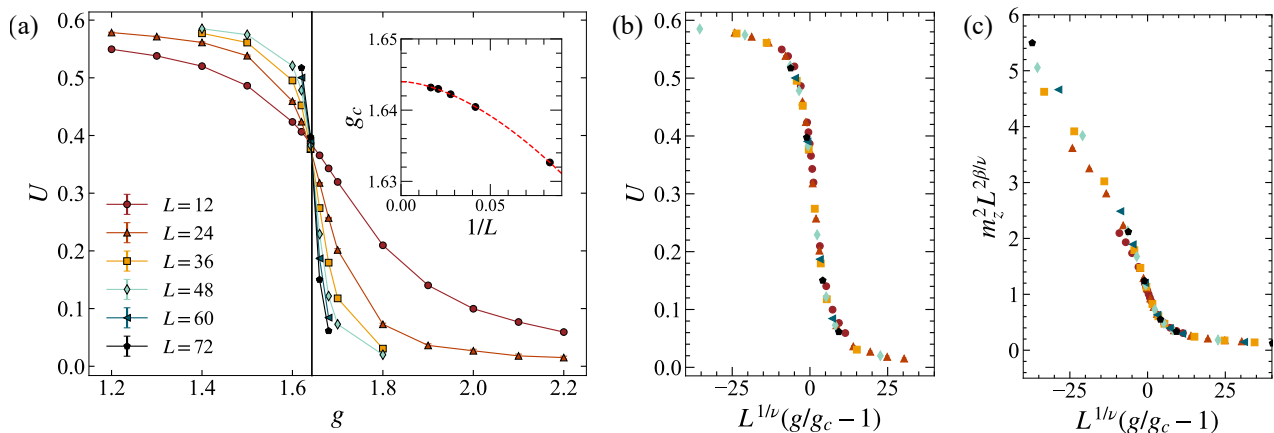 (a)
U
0.6
0.5
0.4
0.3
0.2
0.1
0.0
1.2 1.4 1.6 1.8 2.0 2.2
g
L = 12
L = 24
L = 36
L = 48
L = 60
L = 72
g_c
1.65
1.64
1.63
0.00 0.05
1/L
(b)
U
0.6
0.5
0.4
0.3
0.2
0.1
0.0
−25 0 25
L^{1/ν}(g/g_c − 1)
(c)
m_z^2 L^{2β/ν}
6
5
4
3
2
1
0
−25 0 25
L^{1/ν}(g/g_c − 1)